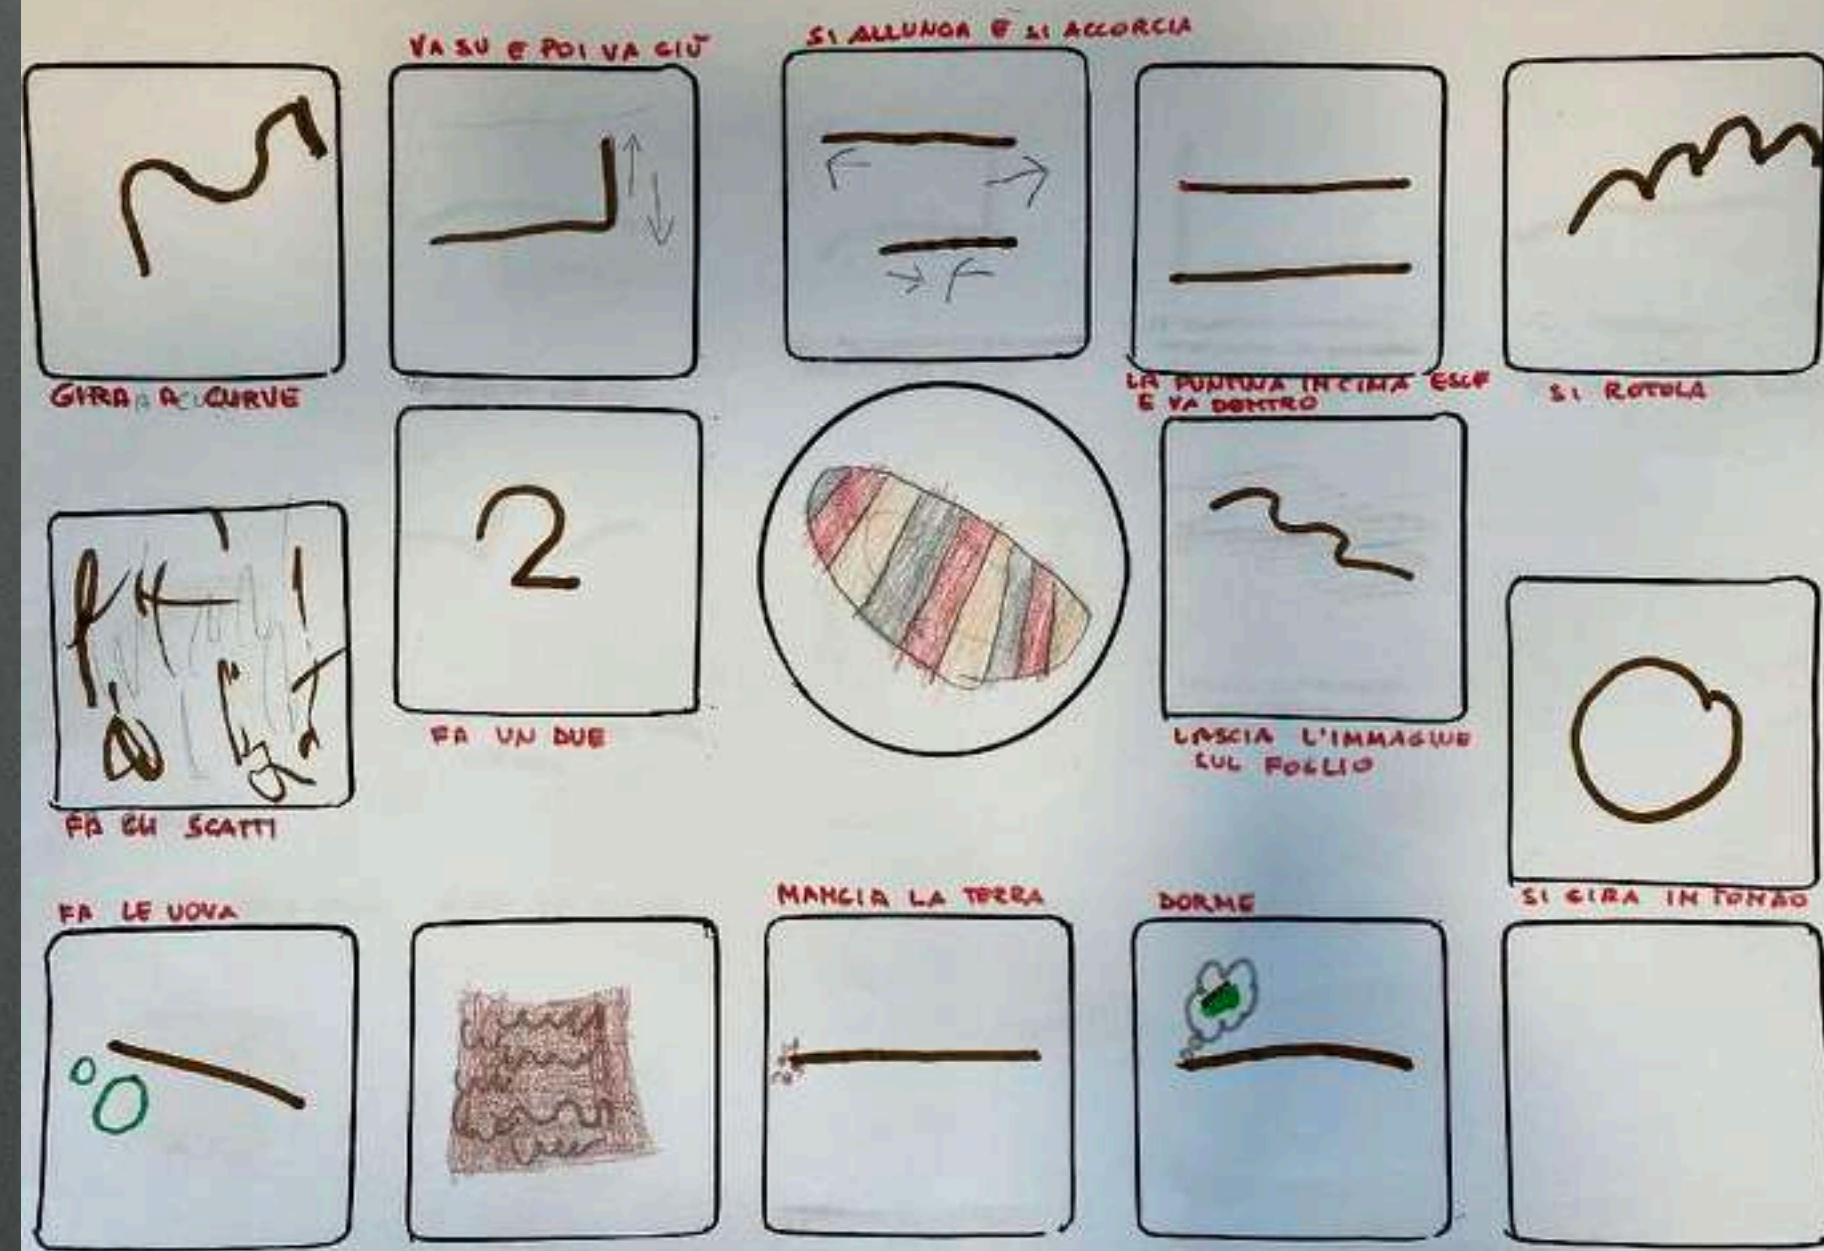 VA SU E POI VA GIÙ
SI ALLUNGA E SI ACCORCIA
GIRA A CURVE
LA PUNTINA IN CIMA ESCE
E VA DENTRO
SI ROTOLA
2
FA UN DUE
LASCIA L'IMMAGINE
SUL FOGLIO
FA GLI SCATTI
SI GIRA IN TONDO
FA LE UOVA
MANGIA LA TERRA
DORME